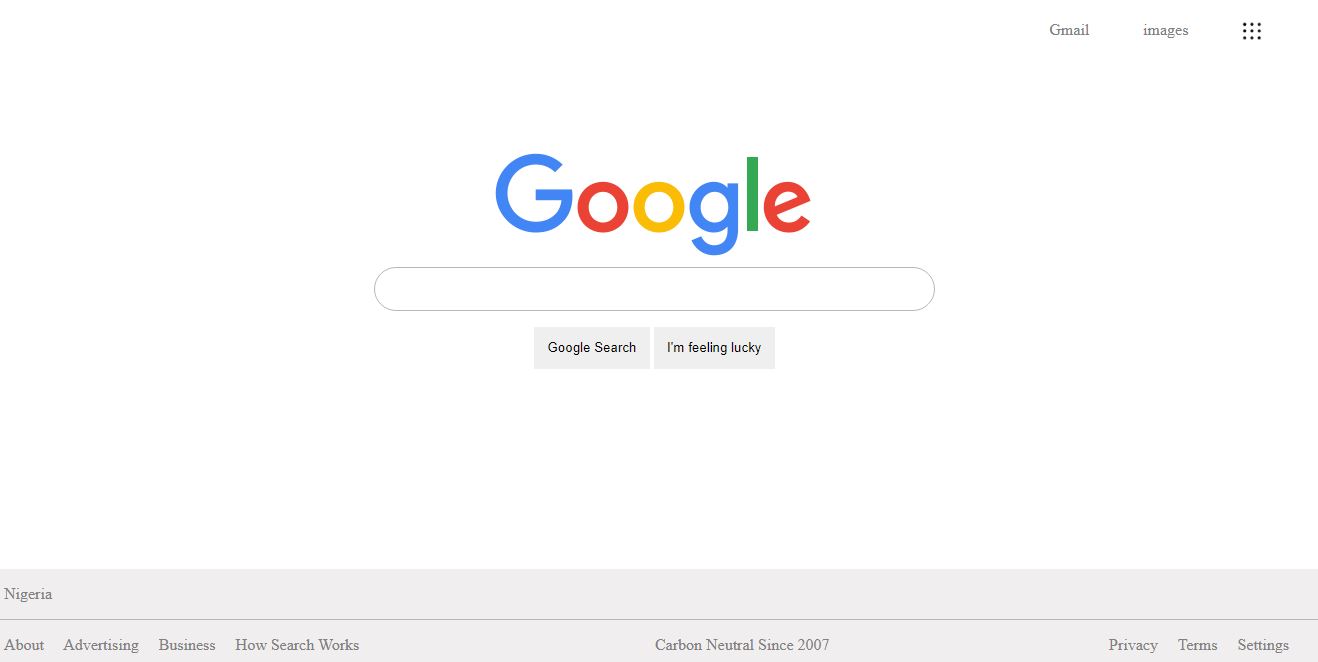 Gmail images
Google
Google Search I'm feeling lucky
Nigeria
About Advertising Business How Search Works Carbon Neutral Since 2007 Privacy Terms Settings